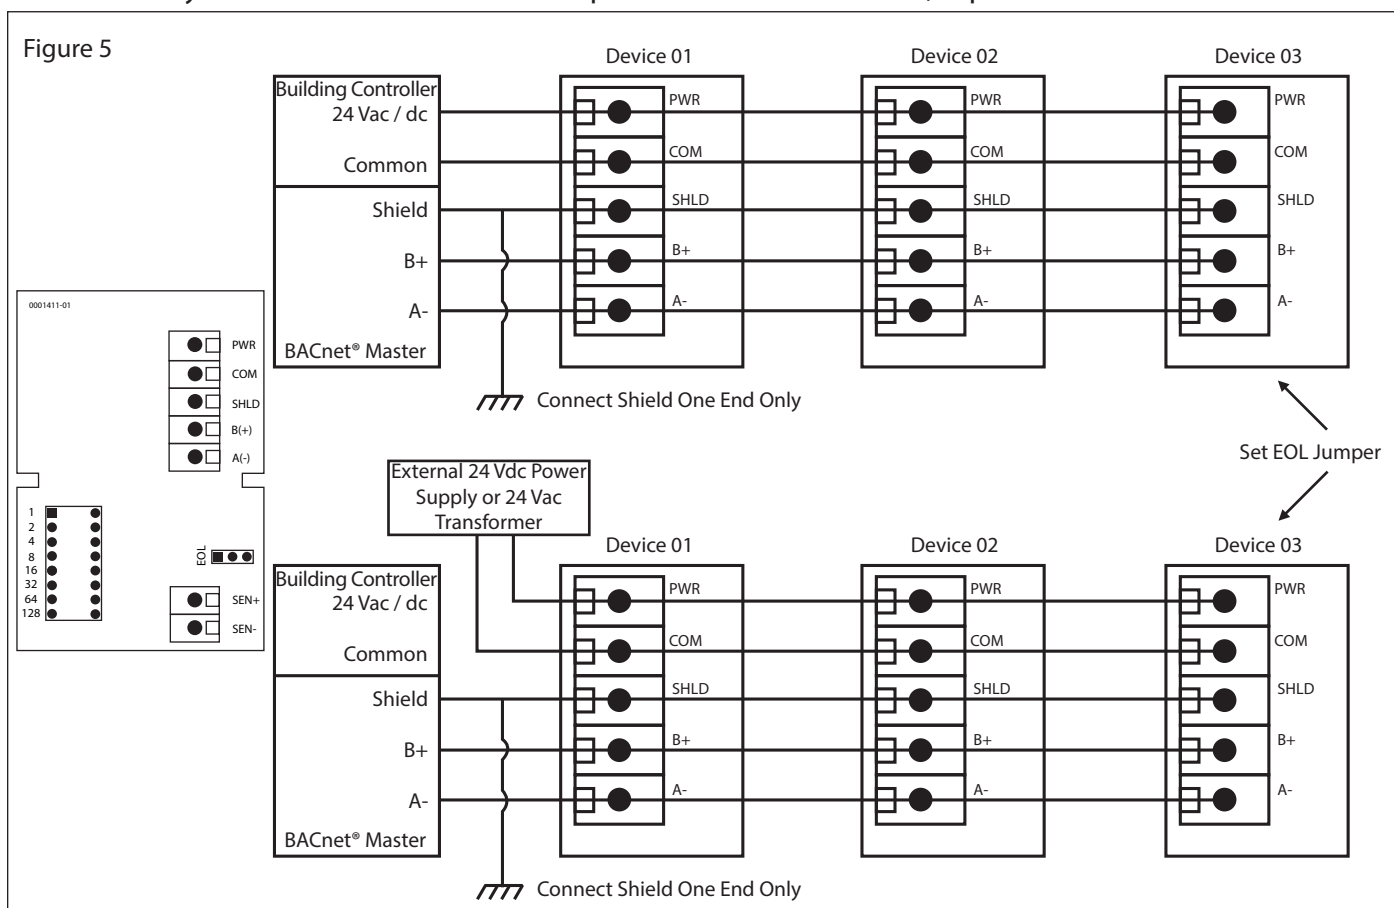 Figure 5
Device 01
Device 02
Device 03
Building Controller
24 Vac / dc
Common
Shield
B+
A-
BACnet® Master
PWR
COM
SHLD
B+
A-
PWR
COM
SHLD
B+
A-
PWR
COM
SHLD
B+
A-
Connect Shield One End Only
Set EOL Jumper
0001411-01
PWR
COM
SHLD
B(+)
A(-)
1
2
4
8
16
32
64
128
EOL
SEN+
SEN-
External 24 Vdc Power
Supply or 24 Vac
Transformer
Device 01
Device 02
Device 03
Building Controller
24 Vac / dc
Common
Shield
B+
A-
BACnet® Master
PWR
COM
SHLD
B+
A-
PWR
COM
SHLD
B+
A-
PWR
COM
SHLD
B+
A-
Connect Shield One End Only